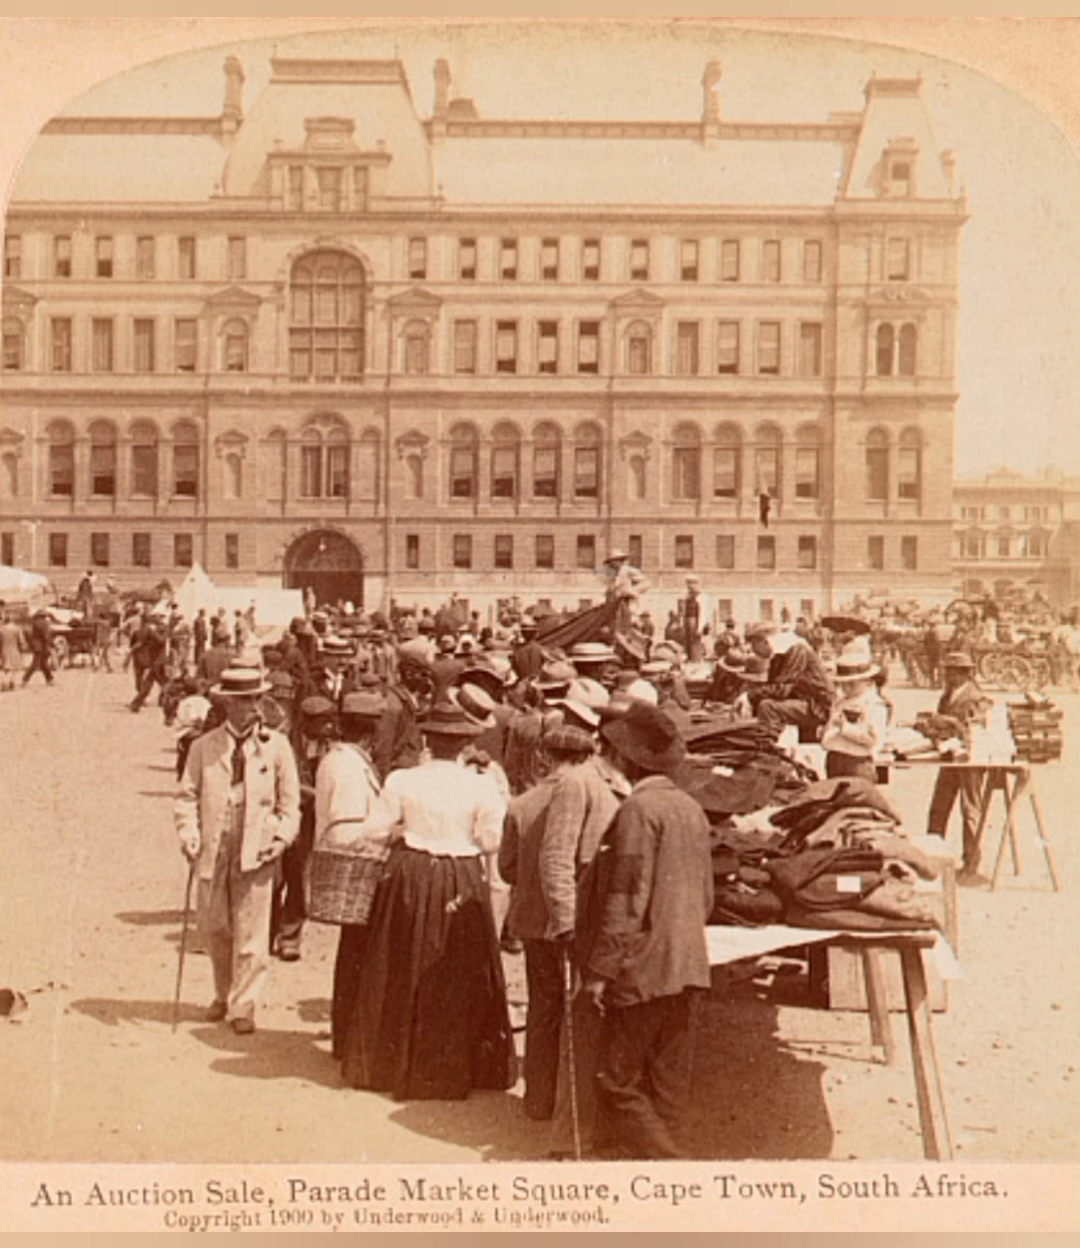 An Auction Sale, Parade Market Square, Cape Town, South Africa.
Copyright 1900 by Underwood & Underwood.